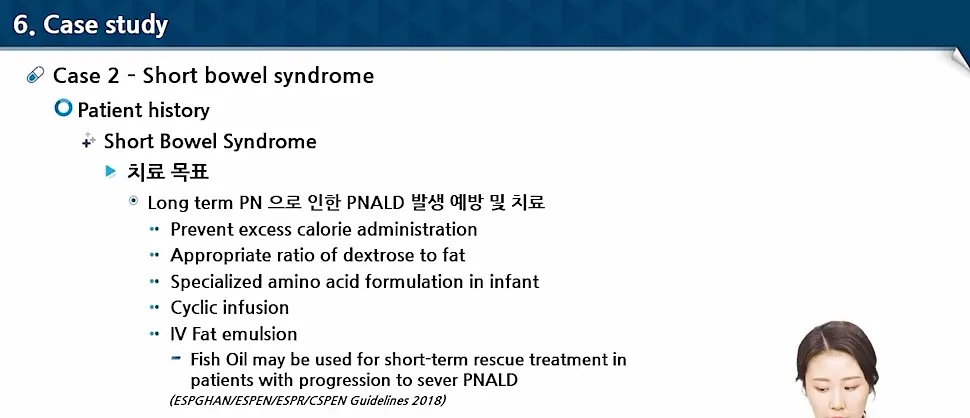 6. Case study
Case 2 - Short bowel syndrome
Patient history
Short Bowel Syndrome
치료 목표
Long term PN 으로 인한 PNALD 발생 예방 및 치료
Prevent excess calorie administration
Appropriate ratio of dextrose to fat
Specialized amino acid formulation in infant
Cyclic infusion
IV Fat emulsion
Fish Oil may be used for short-term rescue treatment in
patients with progression to sever PNALD
(ESPGHAN/ESPEN/ESPR/CSPEN Guidelines 2018)